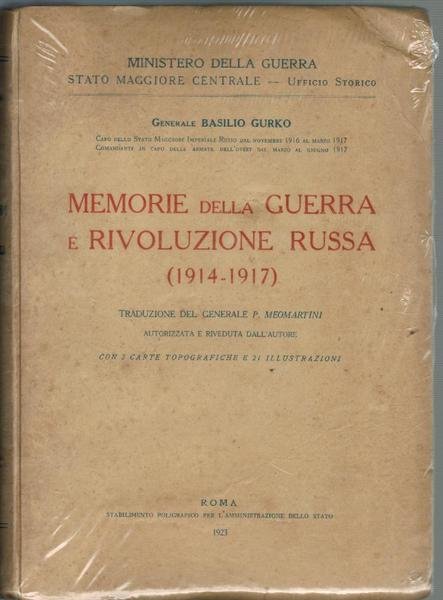 MINISTERO DELLA GUERRA
STATO MAGGIORE CENTRALE — UFFICIO STORICO
GENERALE BASILIO GURKO
CAPO DELLO STATO MAGGIORE IMPERIALE RUSSO DAL NOVEMBRE 1916 AL MARZO 1917
COMANDANTE IN CAPO DELLE ARMATE DELL'OVEST DAL MARZO AL GIUGNO 1917
MEMORIE DELLA GUERRA
E RIVOLUZIONE RUSSA
(1914-1917)
TRADUZIONE DEL GENERALE P. MEOMARTINI
AUTORIZZATA E RIVEDUTA DALL'AUTORE
CON 2 CARTE TOPOGRAFICHE E 21 ILLUSTRAZIONI
ROMA
STABILIMENTO POLIGRAFICO PER L'AMMINISTRAZIONE DELLO STATO
1923